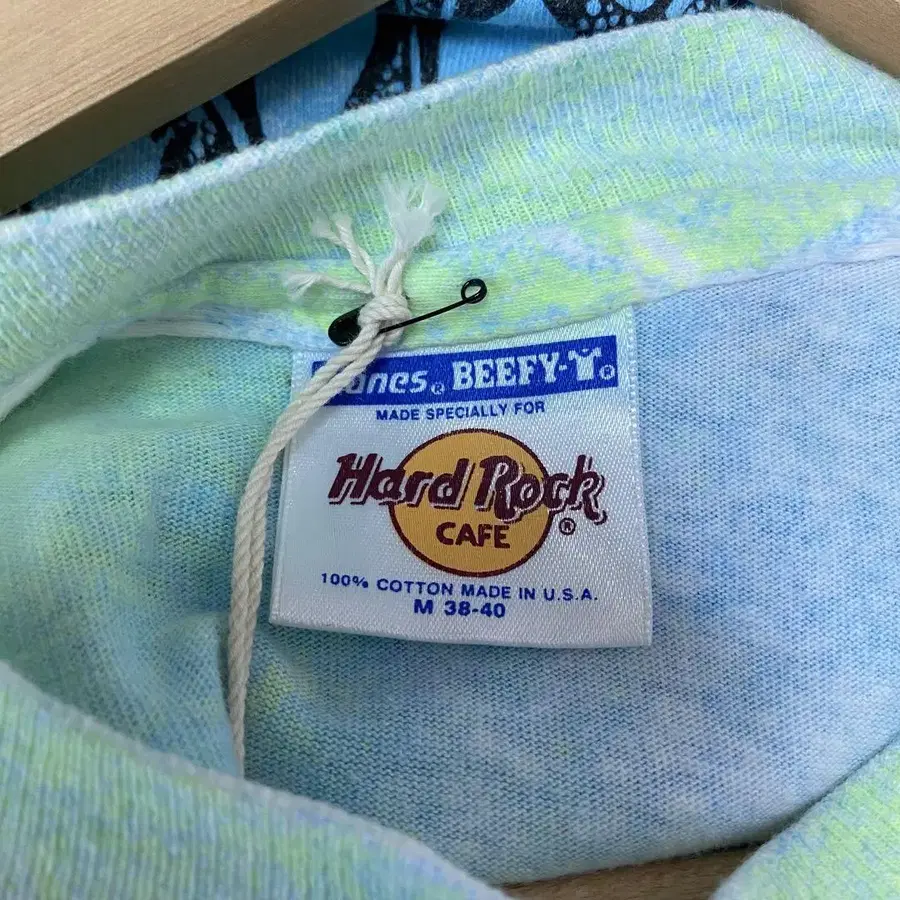 Hanes® BEEFY-T®
MADE SPECIALLY FOR
Hard Rock
CAFE ®
100% COTTON MADE IN U.S.A.
M 38-40